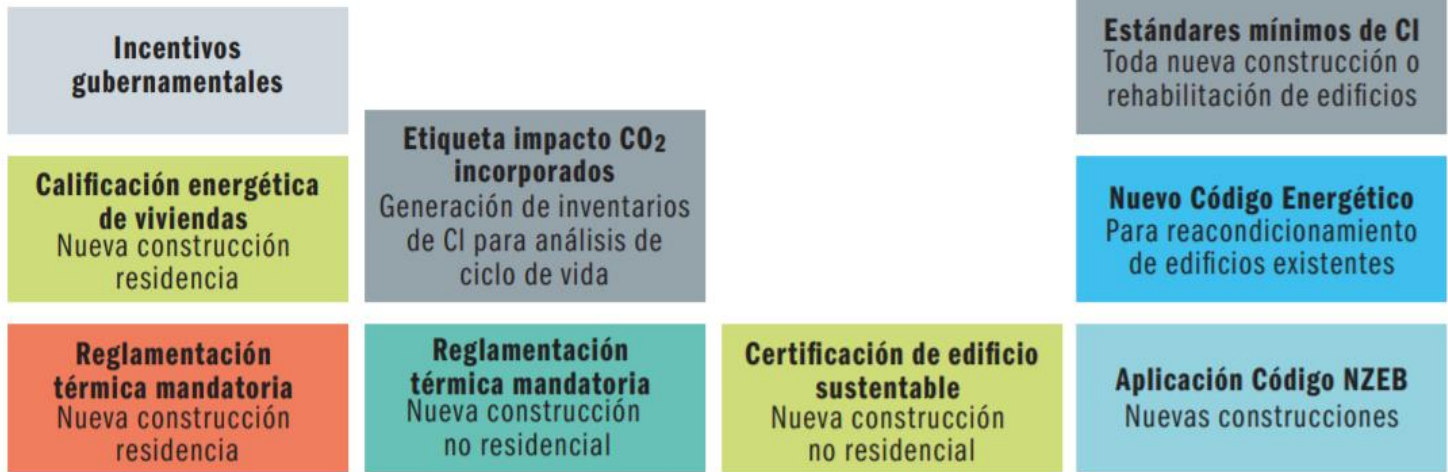 Incentivos
gubernamentales
Calificación energética
de viviendas
Nueva construcción
residencia
Reglamentación
térmica mandatoria
Nueva construcción
residencia
Etiqueta impacto CO₂
incorporados
Generación de inventarios
de CI para análisis de
ciclo de vida
Reglamentación
térmica mandatoria
Nueva construcción
no residencial
Certificación de edificio
sustentable
Nueva construcción
no residencial
Estándares mínimos de CI
Toda nueva construcción o
rehabilitación de edificios
Nuevo Código Energético
Para reacondicionamiento
de edificios existentes
Aplicación Código NZEB
Nuevas construcciones